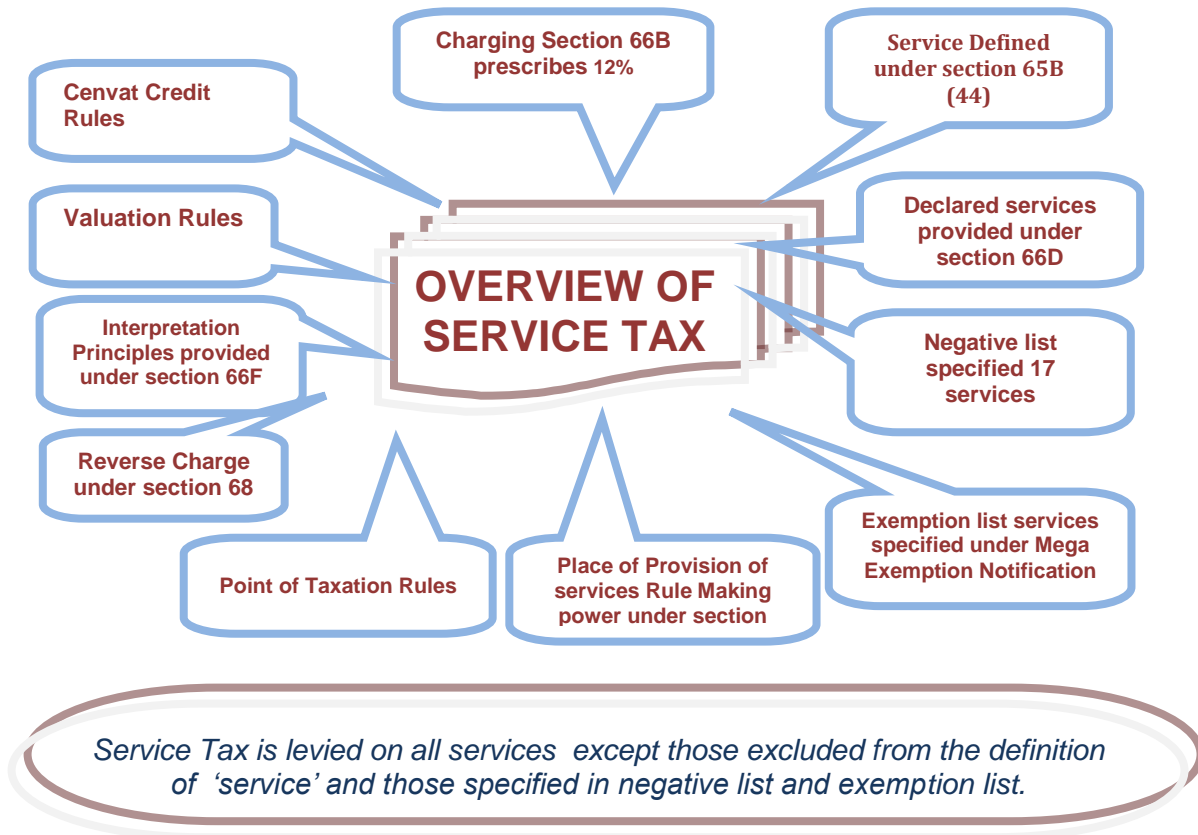 Charging Section 66B
prescribes 12%
Service Defined
under section 65B
(44)
Cenvat Credit
Rules
Valuation Rules
Declared services
provided under
section 66D
OVERVIEW OF
SERVICE TAX
Interpretation
Principles provided
under section 66F
Negative list
specified 17
services
Reverse Charge
under section 68
Exemption list services
specified under Mega
Exemption Notification
Point of Taxation Rules
Place of Provision of
services Rule Making
power under section
Service Tax is levied on all services except those excluded from the definition
of ‘service’ and those specified in negative list and exemption list.